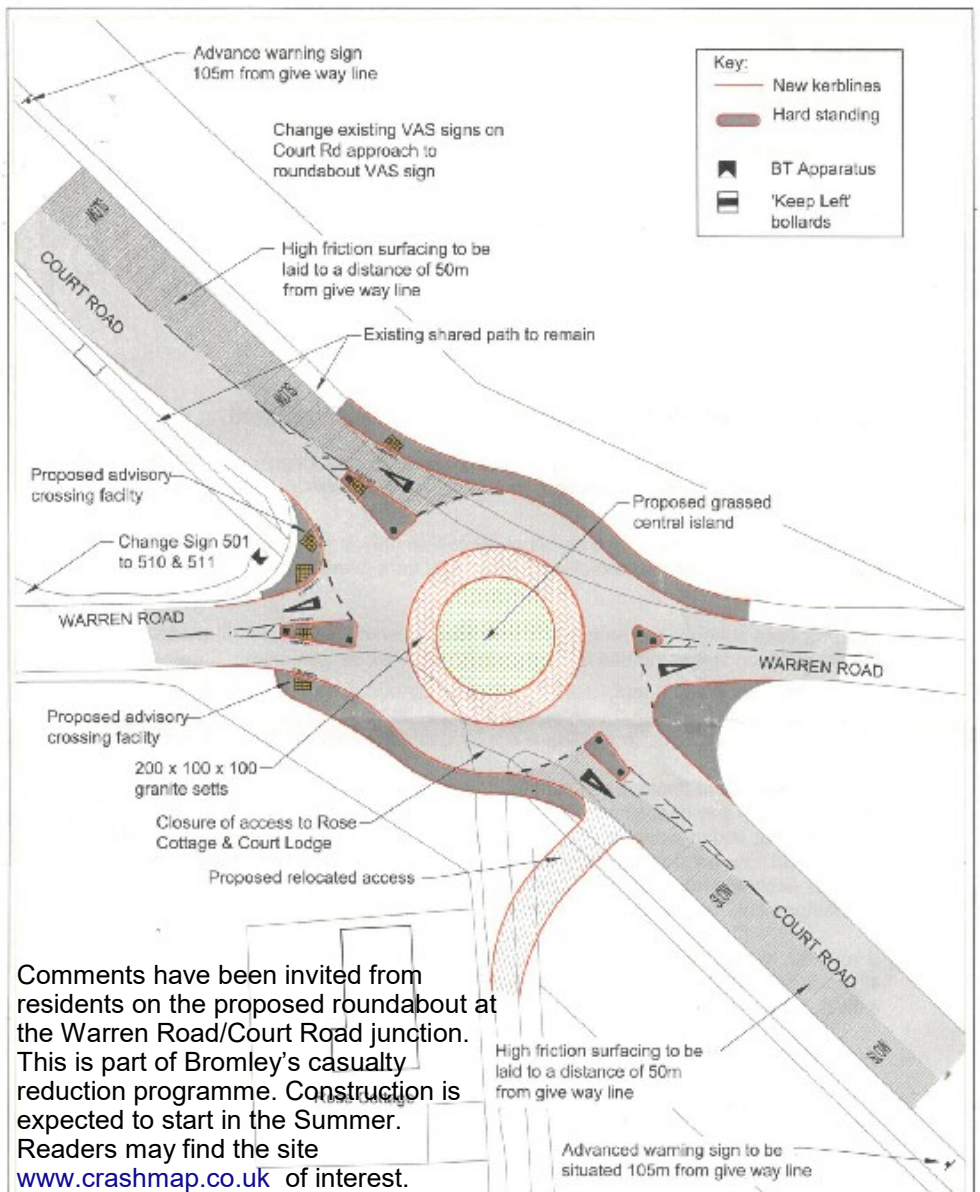 Advance warning sign
105m from give way line
Key:
New kerblines
Hard standing
BT Apparatus
'Keep Left'
bollards
Change existing VAS signs on
Court Rd approach to
roundabout VAS sign
SLOW
High friction surfacing to be
laid to a distance of 50m
from give way line
COURT ROAD
Existing shared path to remain
SLOW
Proposed advisory
crossing facility
Proposed grassed
central island
Change Sign 501
to 510 & 511
WARREN ROAD
WARREN ROAD
Proposed advisory
crossing facility
200 x 100 x 100
granite setts
Closure of access to Rose
Cottage & Court Lodge
Proposed relocated access
SLOW
COURT ROAD
SLOW
High friction surfacing to be
laid to a distance of 50m
from give way line
Advanced warning sign to be
situated 105m from give way line
Rose Cottage
Comments have been invited from
residents on the proposed roundabout at
the Warren Road/Court Road junction.
This is part of Bromley's casualty
reduction programme. Construction is
expected to start in the Summer.
Readers may find the site
www.crashmap.co.uk of interest.